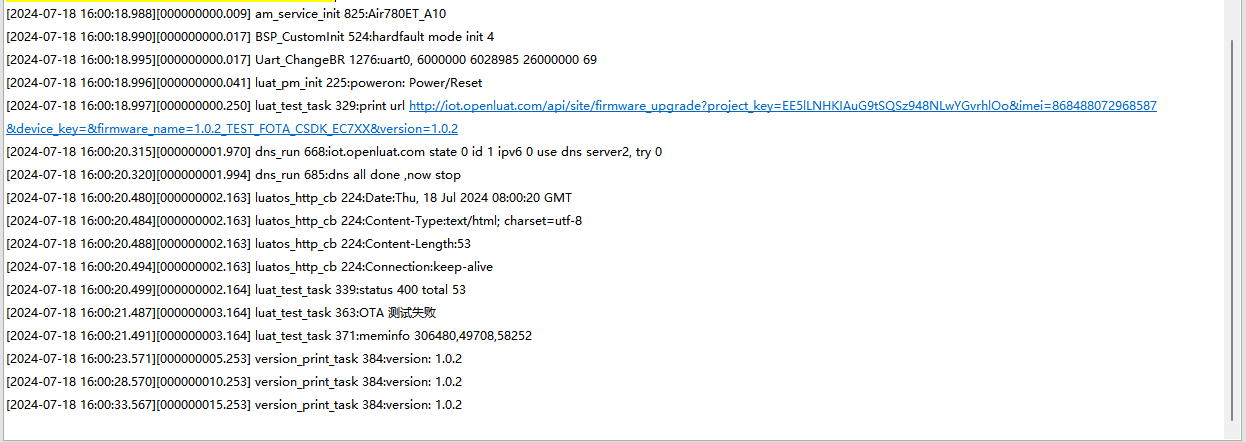 [2024-07-18 16:00:18.988][000000000.009] am_service_init 825:Air780ET_A10
[2024-07-18 16:00:18.990][000000000.017] BSP_CustomInit 524:hardfault mode init 4
[2024-07-18 16:00:18.995][000000000.017] Uart_ChangeBR 1276:uart0, 6000000 6028985 26000000 69
[2024-07-18 16:00:18.996][000000000.041] luat_pm_init 225:poweron: Power/Reset
[2024-07-18 16:00:18.997][000000000.250] luat_test_task 329:print url http://iot.openluat.com/api/site/firmware_upgrade?project_key=EE5lLNHKIAuG9tSQSz948NLwYGvrhlOo&imei=868488072968587
&device_key=&firmware_name=1.0.2_TEST_FOTA_CSDK_EC7XX&version=1.0.2
[2024-07-18 16:00:20.315][000000001.970] dns_run 668:iot.openluat.com state 0 id 1 ipv6 0 use dns server2, try 0
[2024-07-18 16:00:20.320][000000001.994] dns_run 685:dns all done ,now stop
[2024-07-18 16:00:20.480][000000002.163] luatos_http_cb 224:Date:Thu, 18 Jul 2024 08:00:20 GMT
[2024-07-18 16:00:20.484][000000002.163] luatos_http_cb 224:Content-Type:text/html; charset=utf-8
[2024-07-18 16:00:20.488][000000002.163] luatos_http_cb 224:Content-Length:53
[2024-07-18 16:00:20.494][000000002.163] luatos_http_cb 224:Connection:keep-alive
[2024-07-18 16:00:20.499][000000002.164] luat_test_task 339:status 400 total 53
[2024-07-18 16:00:21.487][000000003.164] luat_test_task 363:OTA 测试失败
[2024-07-18 16:00:21.491][000000003.164] luat_test_task 371:meminfo 306480,49708,58252
[2024-07-18 16:00:23.571][000000005.253] version_print_task 384:version: 1.0.2
[2024-07-18 16:00:28.570][000000010.253] version_print_task 384:version: 1.0.2
[2024-07-18 16:00:33.567][000000015.253] version_print_task 384:version: 1.0.2